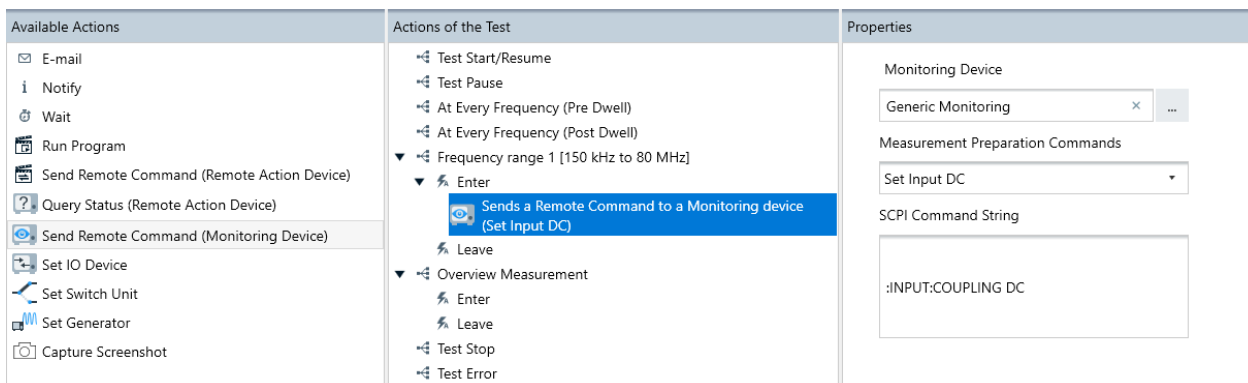 Available Actions
E-mail
Notify
Wait
Run Program
Send Remote Command (Remote Action Device)
Query Status (Remote Action Device)
Send Remote Command (Monitoring Device)
Set IO Device
Set Switch Unit
Set Generator
Capture Screenshot
Actions of the Test
Test Start/Resume
Test Pause
At Every Frequency (Pre Dwell)
At Every Frequency (Post Dwell)
Frequency range 1 [150 kHz to 80 MHz]
Enter
Sends a Remote Command to a Monitoring device
(Set Input DC)
Leave
Overview Measurement
Enter
Leave
Test Stop
Test Error
Properties
Monitoring Device
Generic Monitoring
...
Measurement Preparation Commands
Set Input DC
SCPI Command String
:INPUT:COUPLING DC